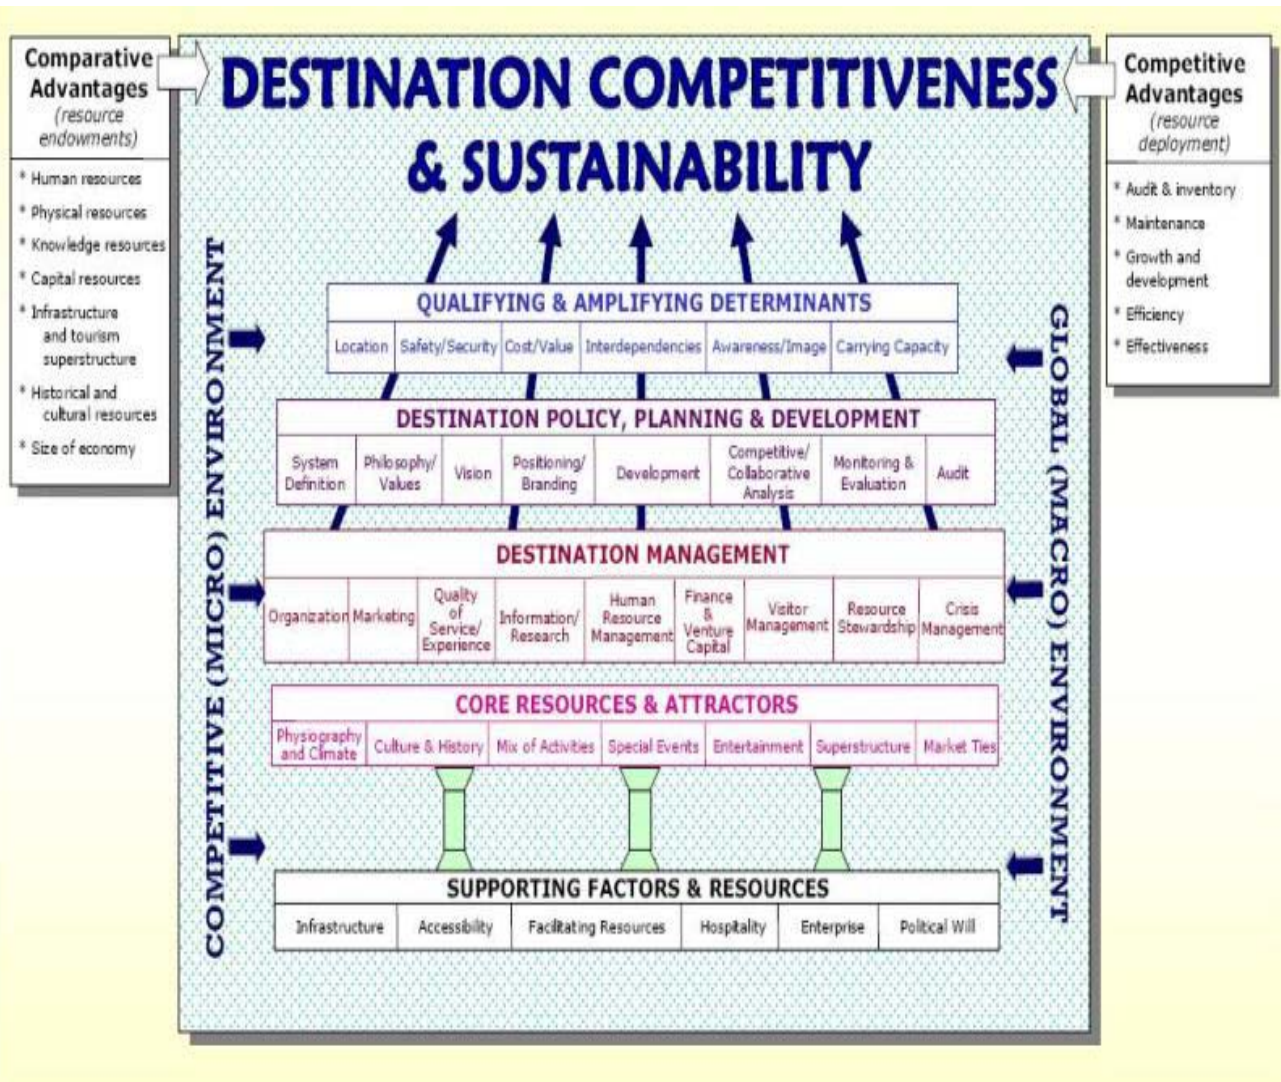 Comparative
Advantages
(resource
endowments)
* Human resources
* Physical resources
* Knowledge resources
* Capital resources
* Infrastructure
and tourism
superstructure
* Historical and
cultural resources
* Size of economy
DESTINATION COMPETITIVENESS
& SUSTAINABILITY
Competitive
Advantages
(resource
deployment)
* Audit & inventory
* Maintenance
* Growth and
development
* Efficiency
* Effectiveness
COMPETITIVE (MICRO) ENVIRONMENT
GLOBAL (MACRO) ENVIRONMENT
QUALIFYING & AMPLIFYING DETERMINANTS
Location
Safety/Security
Cost/Value
Interdependencies
Awareness/Image
Carrying Capacity
DESTINATION POLICY, PLANNING & DEVELOPMENT
System
Definition
Philosophy/
Values
Vision
Positioning/
Branding
Development
Competitive/
Collaborative
Analysis
Monitoring &
Evaluation
Audit
DESTINATION MANAGEMENT
Organization
Marketing
Quality
of
Service/
Experience
Information/
Research
Human
Resource
Management
Finance
&
Venture
Capital
Visitor
Management
Resource
Stewardship
Crisis
Management
CORE RESOURCES & ATTRACTORS
Physiography
and Climate
Culture & History
Mix of Activities
Special Events
Entertainment
Superstructure
Market Ties
SUPPORTING FACTORS & RESOURCES
Infrastructure
Accessibility
Facilitating Resources
Hospitality
Enterprise
Political Will